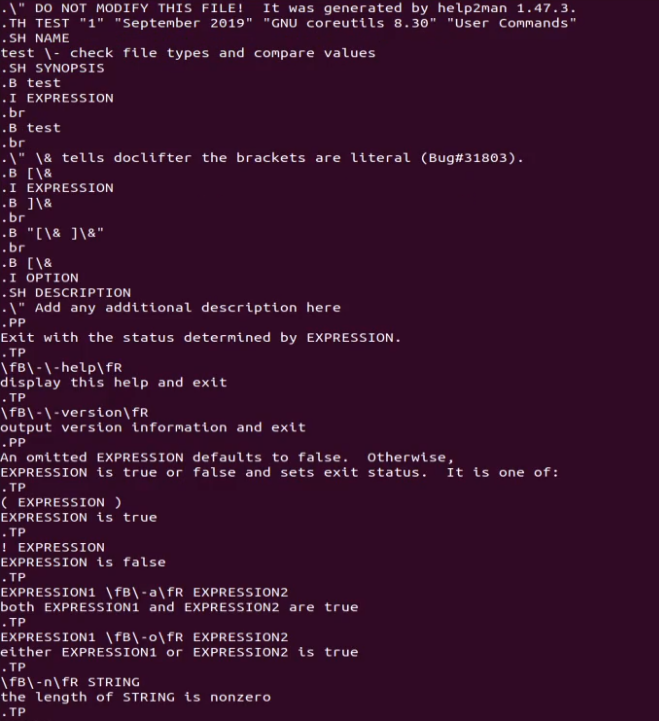 .\" DO NOT MODIFY THIS FILE!  It was generated by help2man 1.47.3.
.TH TEST "1" "September 2019" "GNU coreutils 8.30" "User Commands"
.SH NAME
test \- check file types and compare values
.SH SYNOPSIS
.B test
.I EXPRESSION
.br
.B test
.br
.\" \& tells doclifter the brackets are literal (Bug#31803).
.B [\&
.I EXPRESSION
.B ]\&
.br
.B "[\& ]\&"
.br
.B [\&
.I OPTION
.SH DESCRIPTION
.\" Add any additional description here
.PP
Exit with the status determined by EXPRESSION.
.TP
\fB\-\-help\fR
display this help and exit
.TP
\fB\-\-version\fR
output version information and exit
.PP
An omitted EXPRESSION defaults to false.  Otherwise,
EXPRESSION is true or false and sets exit status.  It is one of:
.TP
( EXPRESSION )
EXPRESSION is true
.TP
! EXPRESSION
EXPRESSION is false
.TP
EXPRESSION1 \fB\-a\fR EXPRESSION2
both EXPRESSION1 and EXPRESSION2 are true
.TP
EXPRESSION1 \fB\-o\fR EXPRESSION2
either EXPRESSION1 or EXPRESSION2 is true
.TP
\fB\-n\fR STRING
the length of STRING is nonzero
.TP